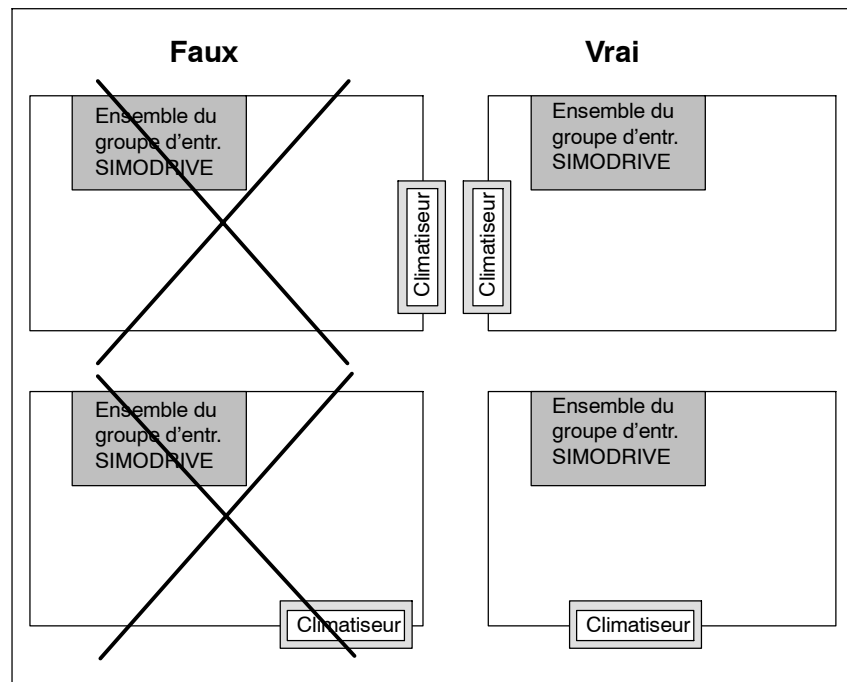 Faux
Vrai
Ensemble du
groupe d'entr.
SIMODRIVE
Climatiseur
Climatiseur
Ensemble du
groupe d'entr.
SIMODRIVE
Ensemble du
groupe d'entr.
SIMODRIVE
Climatiseur
Ensemble du
groupe d'entr.
SIMODRIVE
Climatiseur